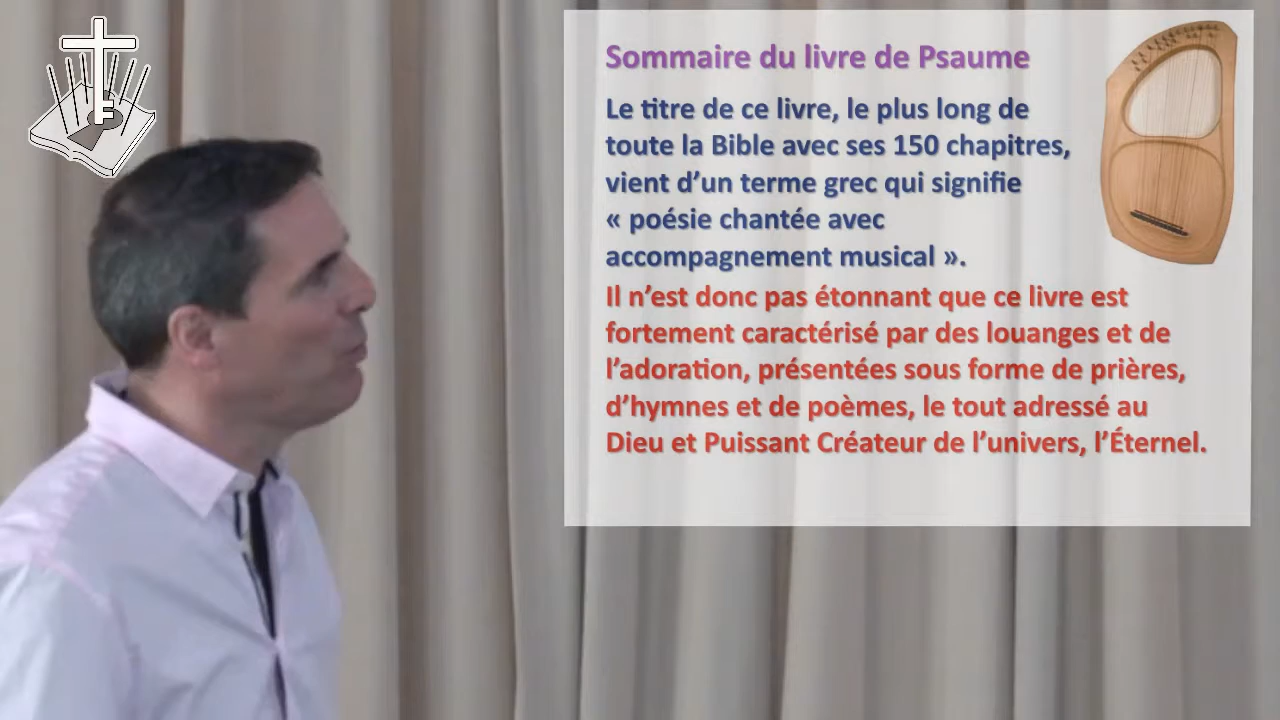 Sommaire du livre de Psaume
Le titre de ce livre, le plus long de
toute la Bible avec ses 150 chapitres,
vient d’un terme grec qui signifie
« poésie chantée avec
accompagnement musical ».
Il n’est donc pas étonnant que ce livre est
fortement caractérisé par des louanges et de
l’adoration, présentées sous forme de prières,
d’hymnes et de poèmes, le tout adressé au
Dieu et Puissant Créateur de l’univers, l’Éternel.